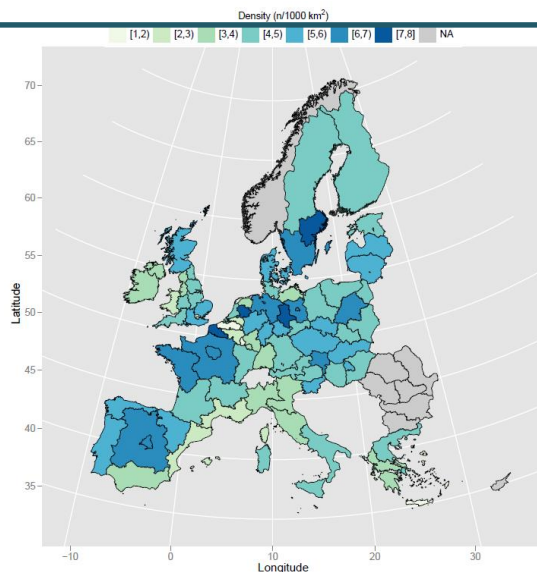 Density (n/1000 km²)
[1,2) [2,3) [3,4) [4,5) [5,6) [6,7) [7,8] NA
70
65
60
55
50
45
40
35
Latitude
−10 0 10 20 30
Longitude